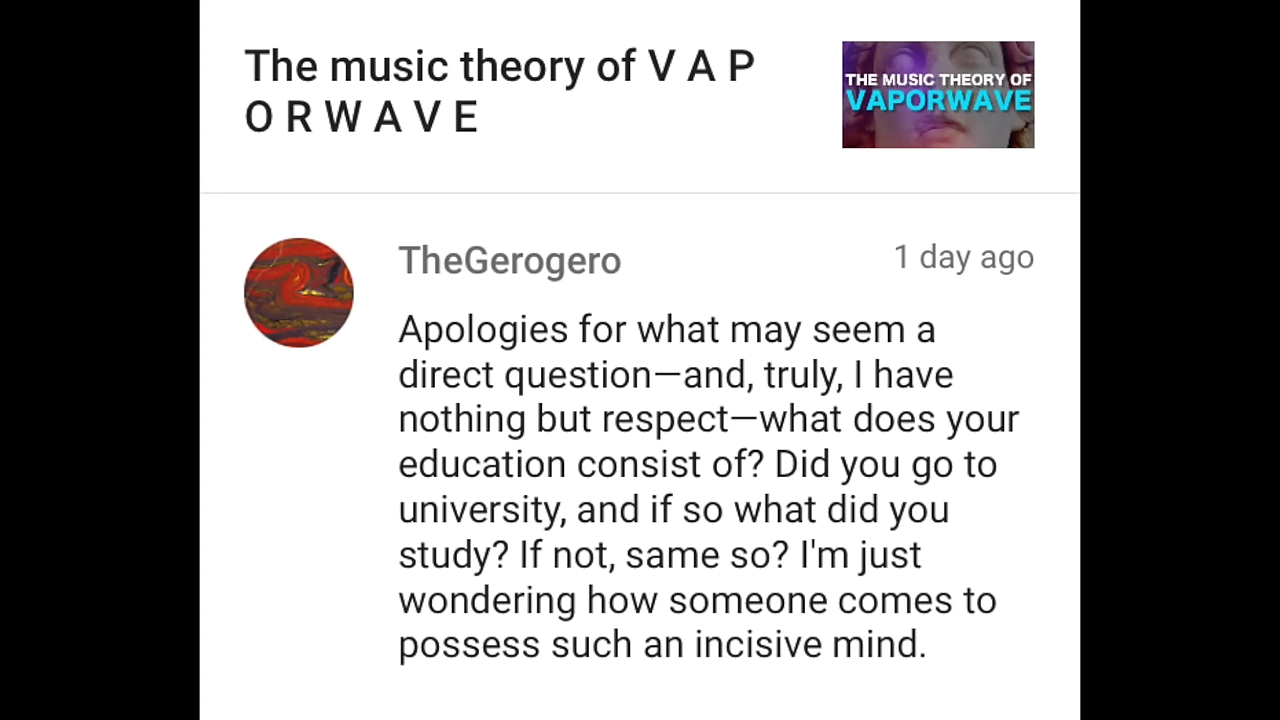 The music theory of V A P
O R W A V E
THE MUSIC THEORY OF
VAPORWAVE
TheGerogero
1 day ago
Apologies for what may seem a
direct question—and, truly, I have
nothing but respect—what does your
education consist of? Did you go to
university, and if so what did you
study? If not, same so? I'm just
wondering how someone comes to
possess such an incisive mind.